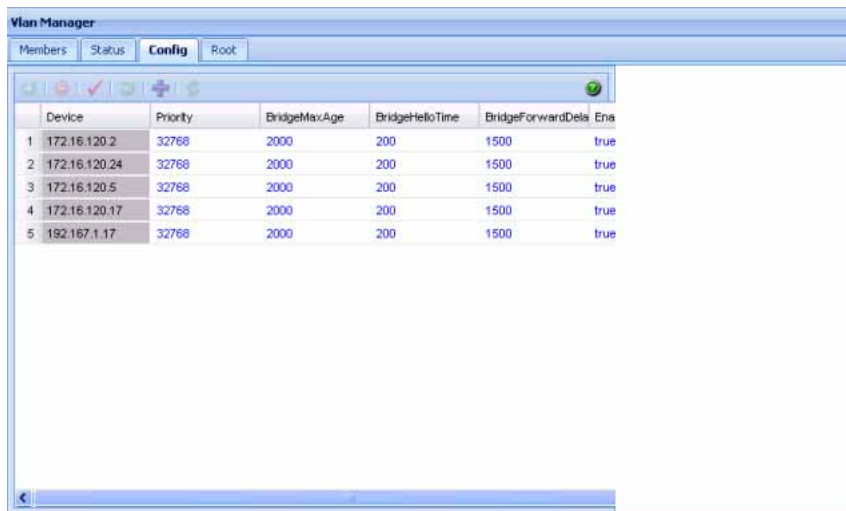 Vlan Manager
Members Status Config Root
Device Priority BridgeMaxAge BridgeHelloTime BridgeForwardDela Ena
1 172.16.120.2 32768 2000 200 1500 true
2 172.16.120.24 32768 2000 200 1500 true
3 172.16.120.5 32768 2000 200 1500 true
4 172.16.120.17 32768 2000 200 1500 true
5 192.167.1.17 32768 2000 200 1500 true